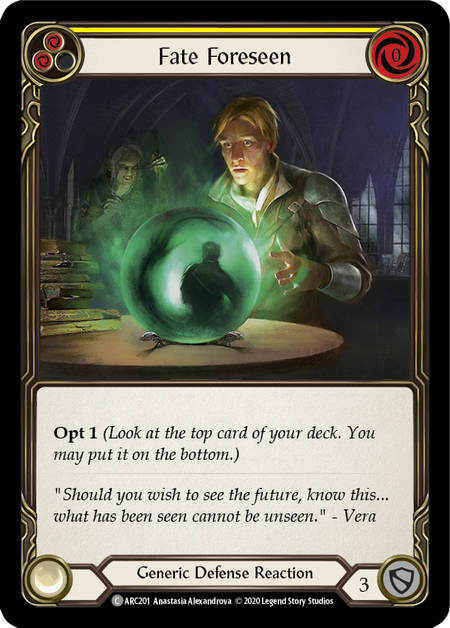 Fate Foreseen
0
Opt 1 (Look at the top card of your deck. You
may put it on the bottom.)
"Should you wish to see the future, know this...
what has been seen cannot be unseen." - Vera
Generic Defense Reaction
3
C ARC201 Anastasia Alexandrova © 2020 Legend Story Studios